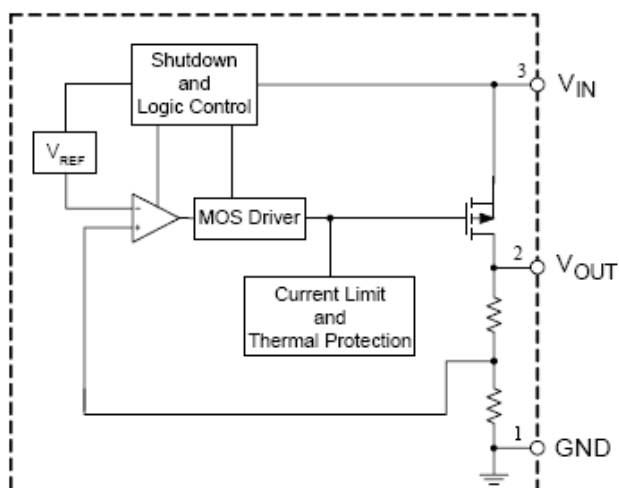 Shutdown
and
Logic Control
3
VIN
VREF
-
+
MOS Driver
2
VOUT
Current Limit
and
Thermal Protection
1
GND